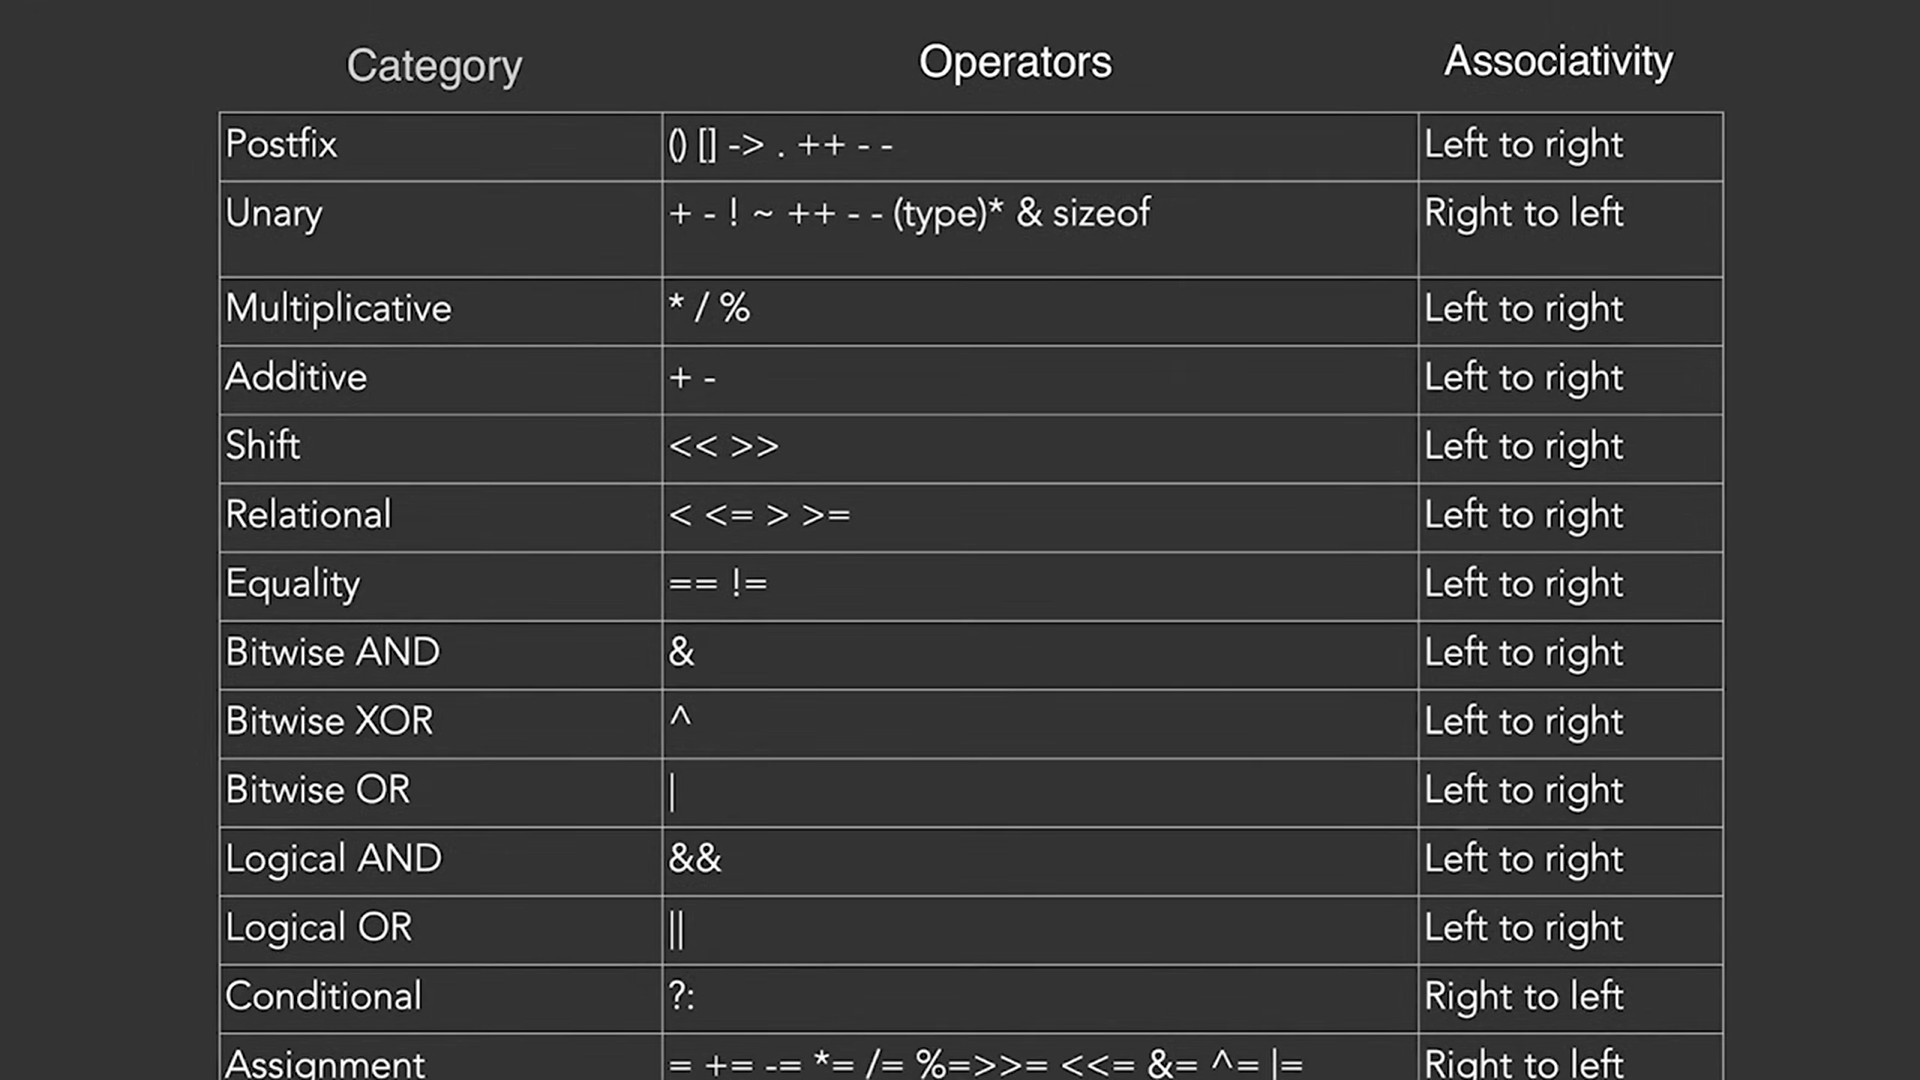 Category Operators Associativity
Postfix () [] -> . ++ - - Left to right
Unary + - ! ~ ++ - - (type)* & sizeof Right to left
Multiplicative * / % Left to right
Additive + - Left to right
Shift << >> Left to right
Relational < <= > >= Left to right
Equality == != Left to right
Bitwise AND & Left to right
Bitwise XOR ^ Left to right
Bitwise OR | Left to right
Logical AND && Left to right
Logical OR || Left to right
Conditional ?: Right to left
Assignment = += -= *= /= %=>>= <<= &= ^= |= Right to left